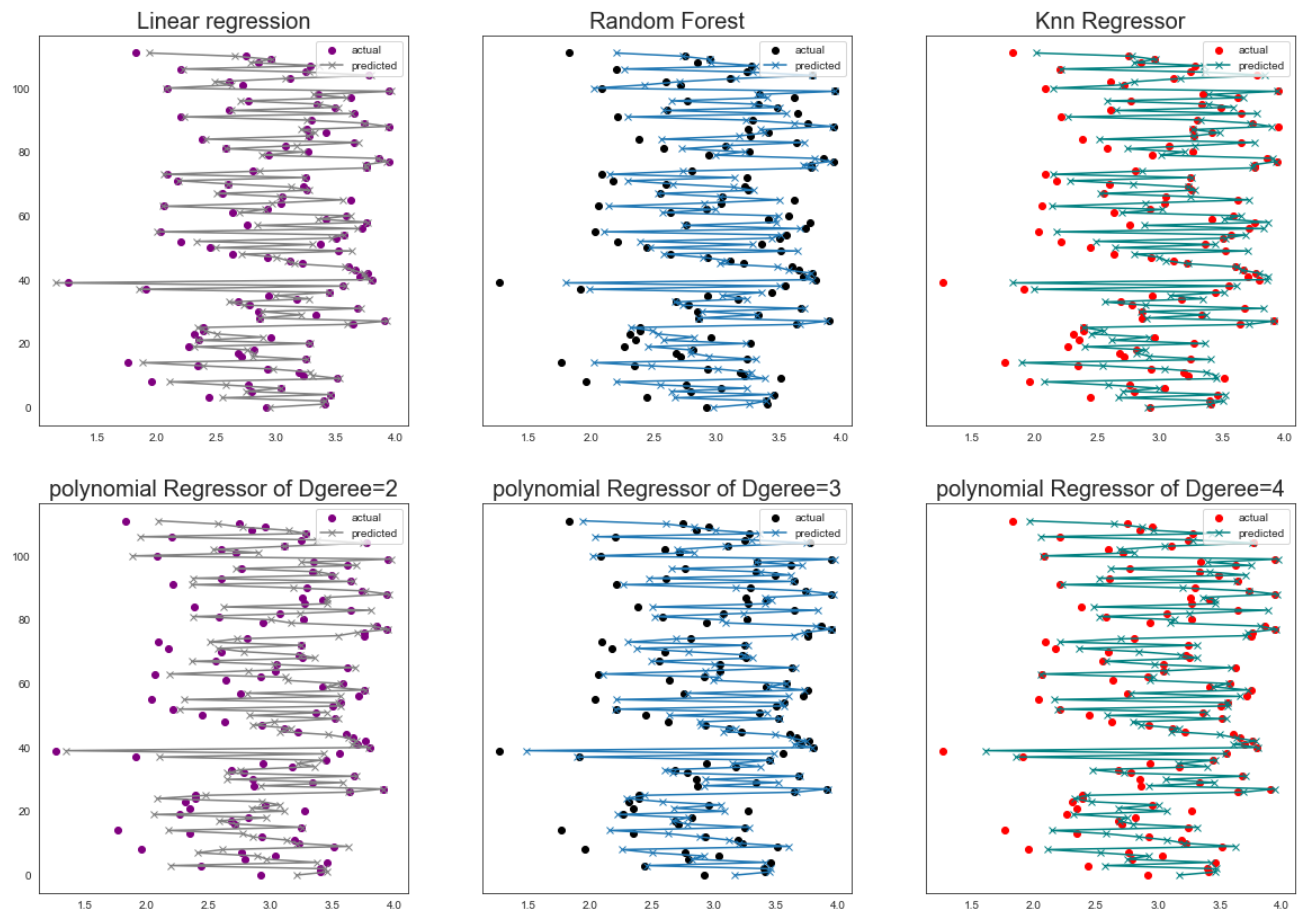 Linear regression
Random Forest
Knn Regressor
actual
predicted
actual
predicted
actual
predicted
100
80
60
40
20
0
1.5 2.0 2.5 3.0 3.5 4.0
1.5 2.0 2.5 3.0 3.5 4.0
1.5 2.0 2.5 3.0 3.5 4.0
polynomial Regressor of Dgeree=2
polynomial Regressor of Dgeree=3
polynomial Regressor of Dgeree=4
actual
predicted
actual
predicted
actual
predicted
100
80
60
40
20
0
1.5 2.0 2.5 3.0 3.5 4.0
1.5 2.0 2.5 3.0 3.5 4.0
1.5 2.0 2.5 3.0 3.5 4.0